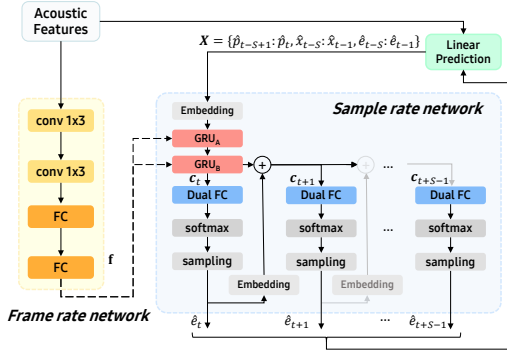 Acoustic
Features
X = {p̂t−S+1: p̂t, x̂t−S: x̂t−1, êt−S: êt−1}
Linear
Prediction
Embedding
Sample rate network
conv 1x3
GRUA
GRUB
+
+
...
conv 1x3
ct
ct+1
ct+S−1
Dual FC
Dual FC
Dual FC
FC
softmax
softmax
...
softmax
FC
f
sampling
sampling
sampling
Embedding
Embedding
Frame rate network
êt
êt+1
...
êt+S−1